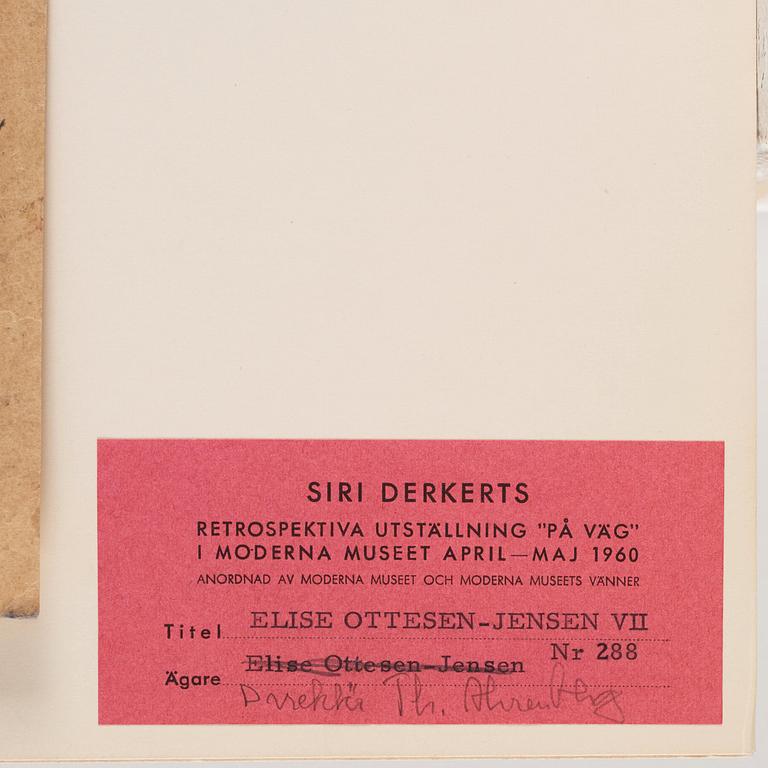 SIRI DERKERTS
RETROSPEKTIVA UTSTÄLLNING "PÅ VÄG"
I MODERNA MUSEET APRIL—MAJ 1960
ANORDNAD AV MODERNA MUSEET OCH MODERNA MUSEETS VÄNNER
Titel ELISE OTTESEN-JENSEN VII
Nr 288
Ägare Elise Ottesen-Jensen
Direktör Th. Ahrenberg